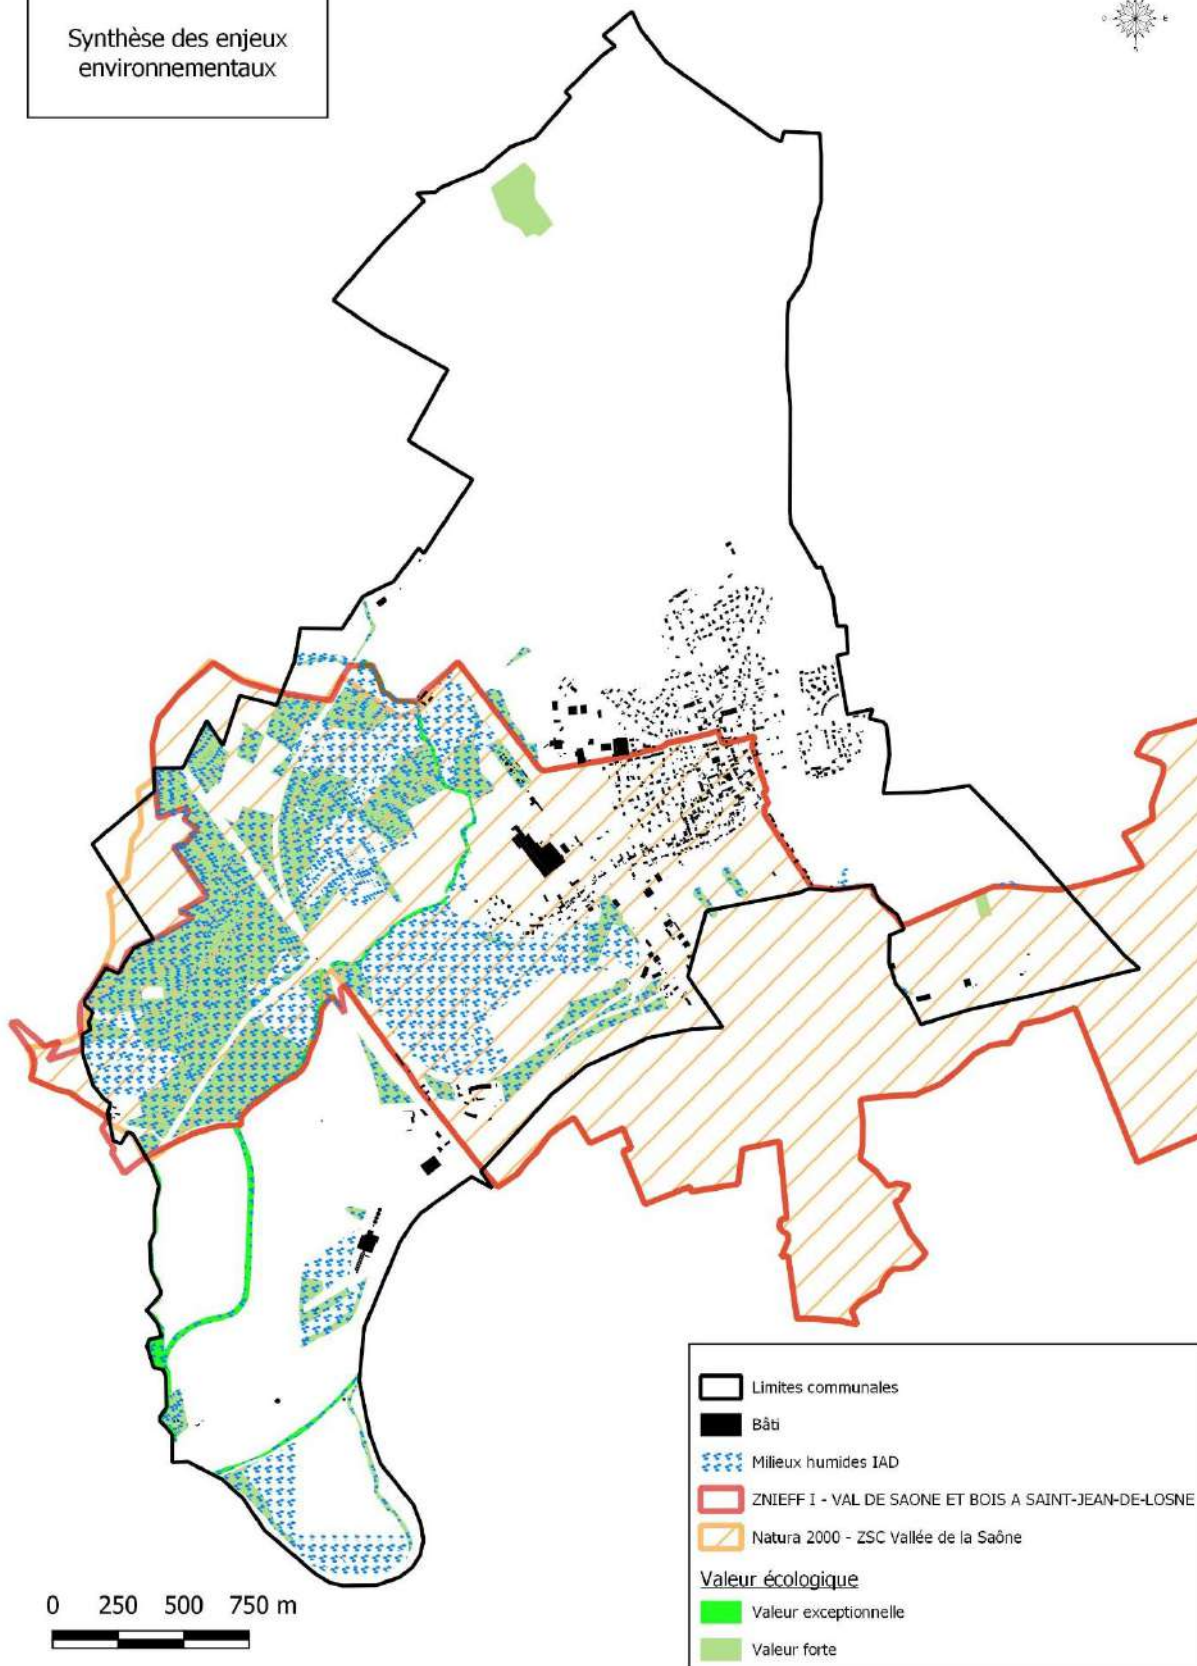 Synthèse des enjeux
environnementaux
O
E
Limites communales
Bâti
Milieux humides IAD
ZNIEFF I - VAL DE SAONE ET BOIS A SAINT-JEAN-DE-LOSNE
Natura 2000 - ZSC Vallée de la Saône
Valeur écologique
Valeur exceptionnelle
Valeur forte
0 250 500 750 m